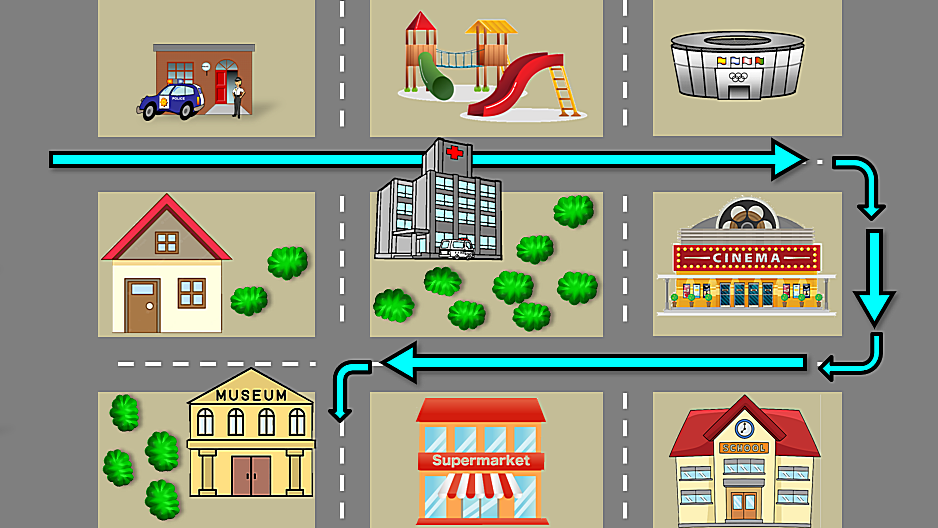 POLICE
CINEMA
MUSEUM
Supermarket
SCHOOL